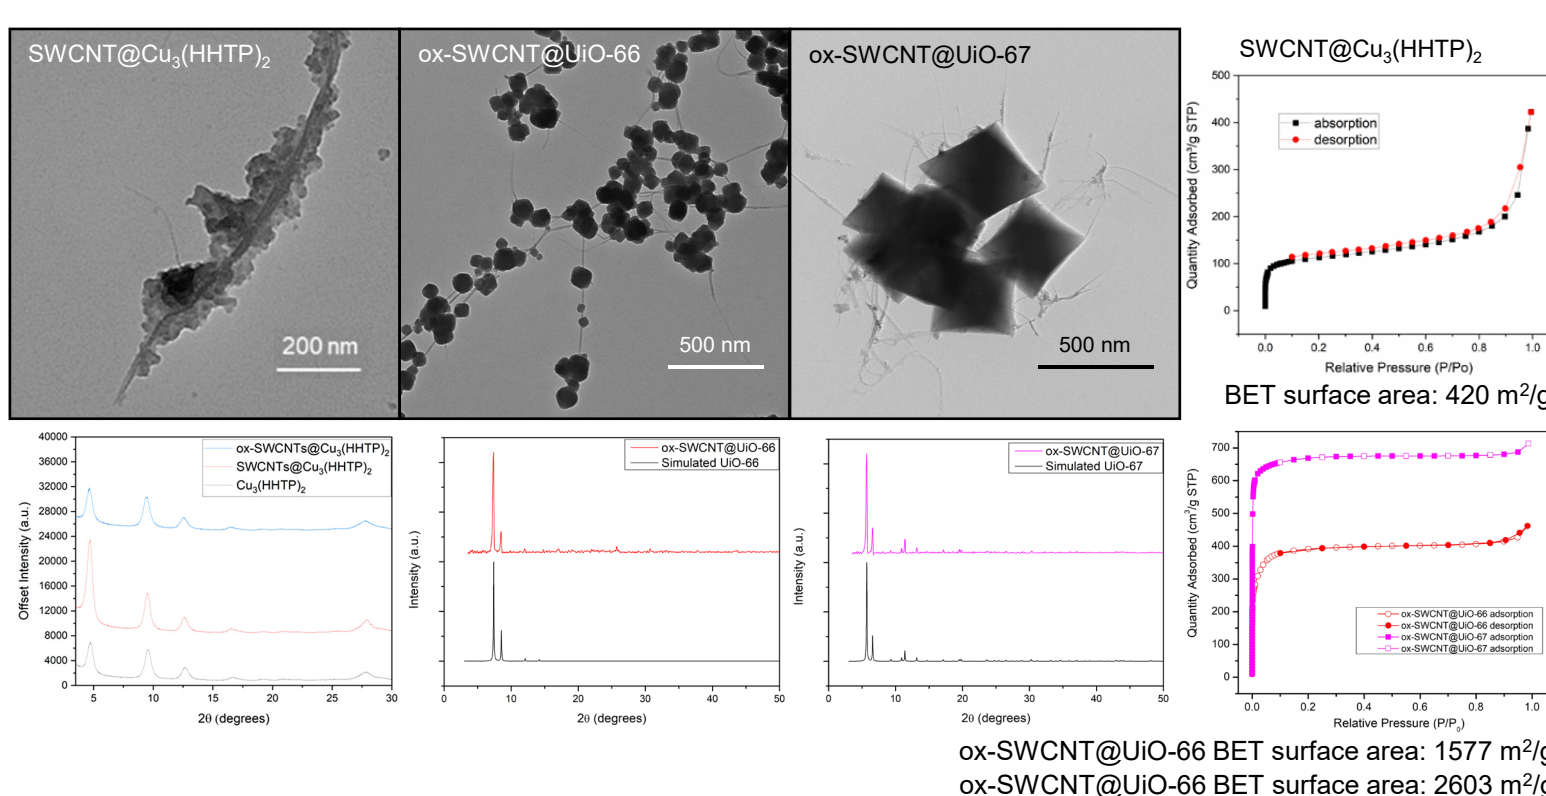 SWCNT@Cu₃(HHTP)₂
ox-SWCNT@UiO-66
ox-SWCNT@UiO-67
200 nm
500 nm
500 nm
SWCNT@Cu₃(HHTP)₂
Quantity Adsorbed (cm³/g STP)
500
400
300
200
100
0
absorption
desorption
0.0 0.2 0.4 0.6 0.8 1.0
Relative Pressure (P/Po)
BET surface area: 420 m²/g
Offset Intensity (a.u.)
40000
36000
32000
28000
24000
20000
16000
12000
8000
4000
0
ox-SWCNTs@Cu₃(HHTP)₂
SWCNTs@Cu₃(HHTP)₂
Cu₃(HHTP)₂
5 10 15 20 25 30
2θ (degrees)
Intensity (a.u.)
ox-SWCNT@UiO-66
Simulated UiO-66
0 10 20 30 40 50
2θ (degrees)
Intensity (a.u.)
ox-SWCNT@UiO-67
Simulated UiO-67
0 10 20 30 40 50
2θ (degrees)
Quantity Adsorbed (cm³/g STP)
700
600
500
400
300
200
100
0
ox-SWCNT@UiO-66 adsorption
ox-SWCNT@UiO-66 desorption
ox-SWCNT@UiO-67 adsorption
ox-SWCNT@UiO-67 adsorption
0.0 0.2 0.4 0.6 0.8 1.0
Relative Pressure (P/P₀)
ox-SWCNT@UiO-66 BET surface area: 1577 m²/g
ox-SWCNT@UiO-66 BET surface area: 2603 m²/g